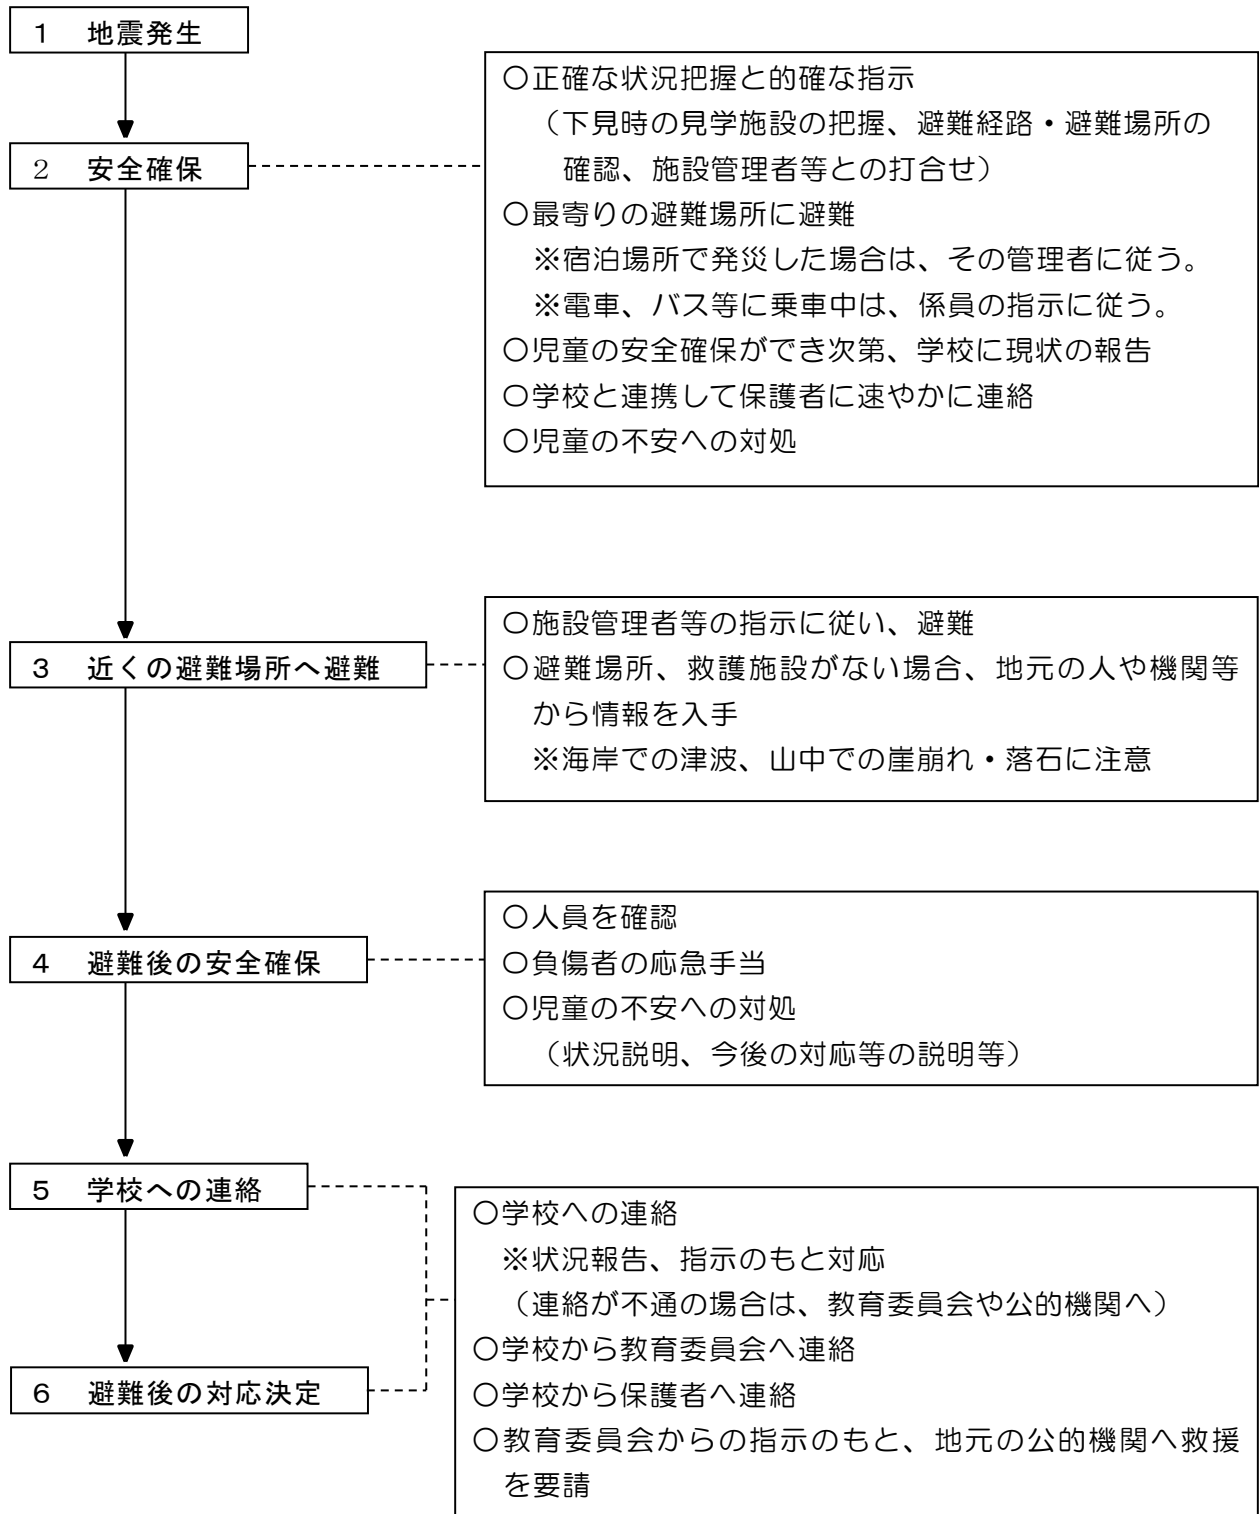 1 地震発生
2 安全確保
○正確な状況把握と的確な指示
（下見時の見学施設の把握、避難経路・避難場所の
確認、施設管理者等との打合せ）
○最寄りの避難場所に避難
※宿泊場所で発災した場合は、その管理者に従う。
※電車、バス等に乗車中は、係員の指示に従う。
○児童の安全確保ができ次第、学校に現状の報告
○学校と連携して保護者に速やかに連絡
○児童の不安への対処
3 近くの避難場所へ避難
○施設管理者等の指示に従い、避難
○避難場所、救護施設がない場合、地元の人や機関等
から情報を入手
※海岸での津波、山中での崖崩れ・落石に注意
4 避難後の安全確保
○人員を確認
○負傷者の応急手当
○児童の不安への対処
（状況説明、今後の対応等の説明等）
5 学校への連絡
6 避難後の対応決定
○学校への連絡
※状況報告、指示のもと対応
（連絡が不通の場合は、教育委員会や公的機関へ）
○学校から教育委員会へ連絡
○学校から保護者へ連絡
○教育委員会からの指示のもと、地元の公的機関へ救援
を要請